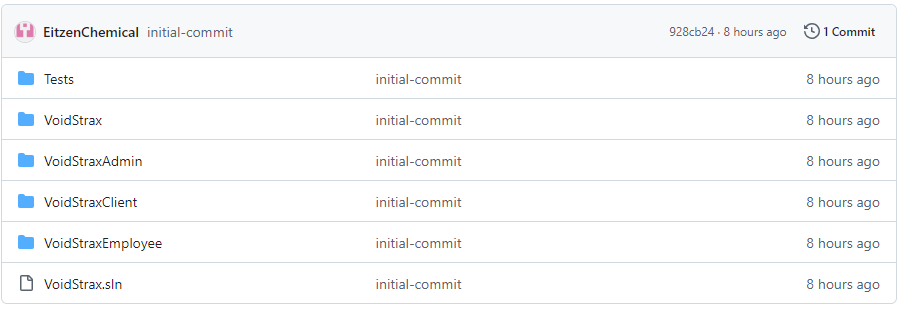 EitzenChemical initial-commit 928cb24 · 8 hours ago 1 Commit
Tests initial-commit 8 hours ago
VoidStrax initial-commit 8 hours ago
VoidStraxAdmin initial-commit 8 hours ago
VoidStraxClient initial-commit 8 hours ago
VoidStraxEmployee initial-commit 8 hours ago
VoidStrax.sln initial-commit 8 hours ago